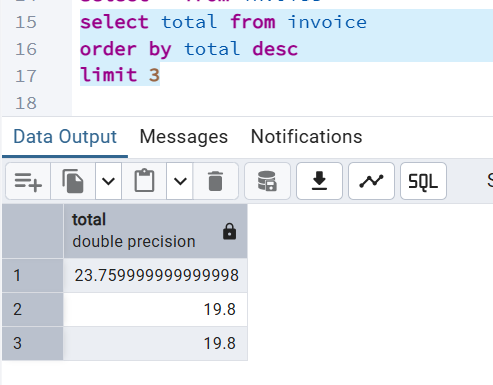 15 select total from invoice
16 order by total desc
17 limit 3
18
Data Output Messages Notifications
SQL
total
double precision
1 23.759999999999998
2 19.8
3 19.8